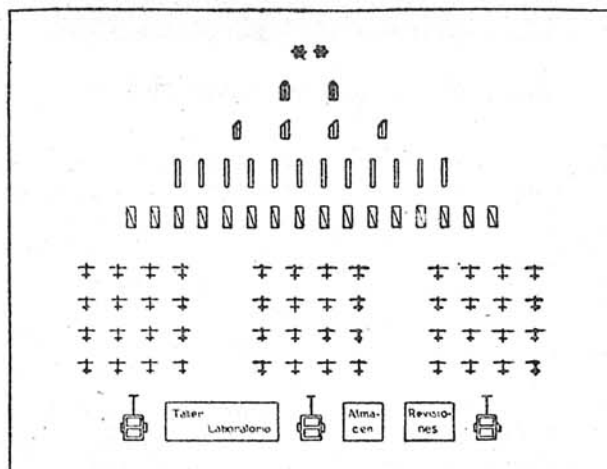 Taller
Laboratorio
Alma-
cen
Revisio-
nes